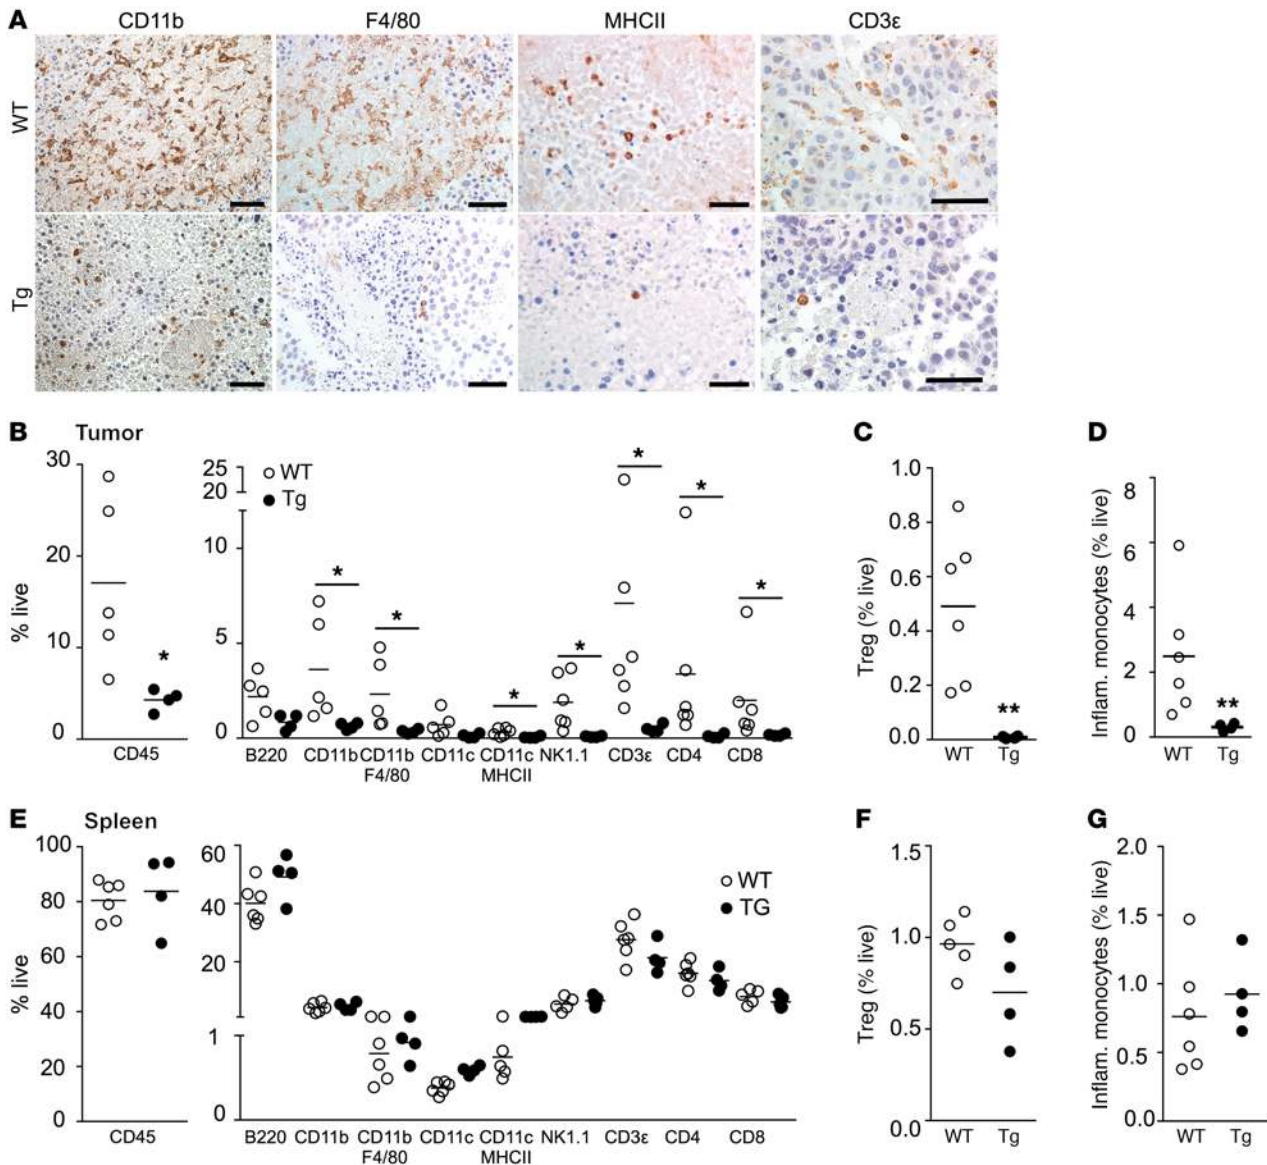 A
CD11b F4/80 MHCII CD3ε
WT
Tg
B Tumor
% live
30
20
10
0
CD45
25
20
10
5
0
WT
Tg
*
* * * * * * *
B220 CD11b CD11b CD11c CD11c NK1.1 CD3ε CD4 CD8
F4/80 MHCII
C
Treg (% live)
1.0
0.8
0.6
0.4
0.2
0.0
**
WT Tg
D
Inflam. monocytes (% live)
8
6
4
2
0
**
WT Tg
E Spleen
% live
100
80
60
40
20
0
CD45
60
40
20
1
0
WT
TG
B220 CD11b CD11b CD11c CD11c NK1.1 CD3ε CD4 CD8
F4/80 MHCII
F
Treg (% live)
1.5
1.0
0.5
0.0
WT Tg
G
Inflam. monocytes (% live)
2.0
1.5
1.0
0.5
0.0
WT Tg